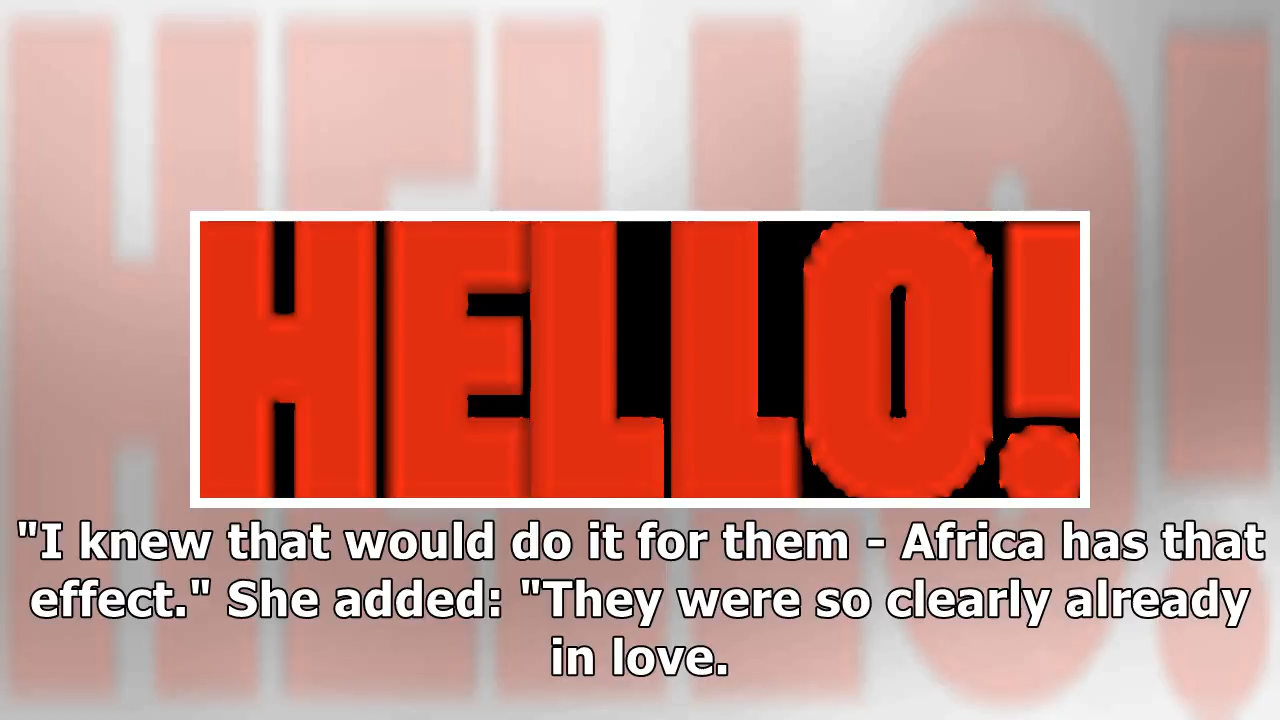 HELLO!
"I knew that would do it for them - Africa has that
effect." She added: "They were so clearly already
in love.